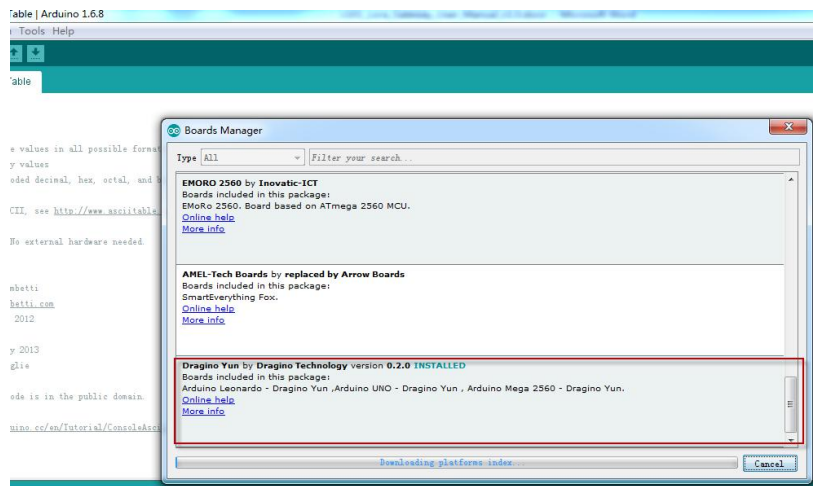 Table | Arduino 1.6.8
Tools Help
able
e values in all possible format
y values
oded decimal, hex, octal, and b
CII, see http://www.asciitable.
No external hardware needed.
mbetti
betti.com
2012
y 2013
glia
ode is in the public domain.
uino.cc/en/Tutorial/ConsoleAsci
Boards Manager
Type All Filter your search...
EMORO 2560 by Inovatic-ICT
Boards included in this package:
EMoRo 2560. Board based on ATmega 2560 MCU.
Online help
More info
AMEL-Tech Boards by replaced by Arrow Boards
Boards included in this package:
SmartEverything Fox.
Online help
More info
Dragino Yun by Dragino Technology version 0.2.0 INSTALLED
Boards included in this package:
Arduino Leonardo - Dragino Yun ,Arduino UNO - Dragino Yun , Arduino Mega 2560 - Dragino Yun.
Online help
More info
Downloading platforms index...
Cancel